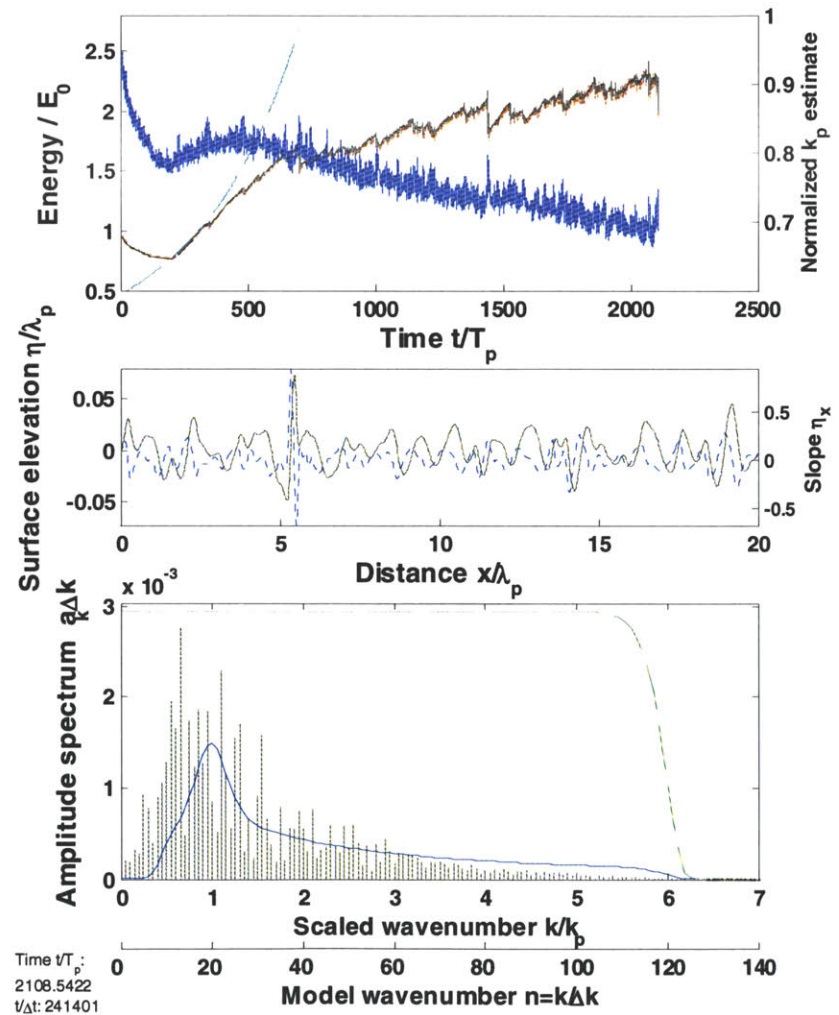 1
2.5
0.9
2
0.8
1.5
0.7
1
0.5
Energy / E0
Normalized kp estimate
0 500 1000 1500 2000 2500
Time t/Tp
Surface elevation η/λp
0.05
0
-0.05
0.5
0
-0.5
Slope ηx
0 5 10 15 20
Distance x/λp
x 10-3
3
2
1
0
Amplitude spectrum akΔk
0 1 2 3 4 5 6 7
Scaled wavenumber k/kp
0 20 40 60 80 100 120 140
Model wavenumber n=k/Δk
Time t/Tp:
2108.5422
t/Δt: 241401